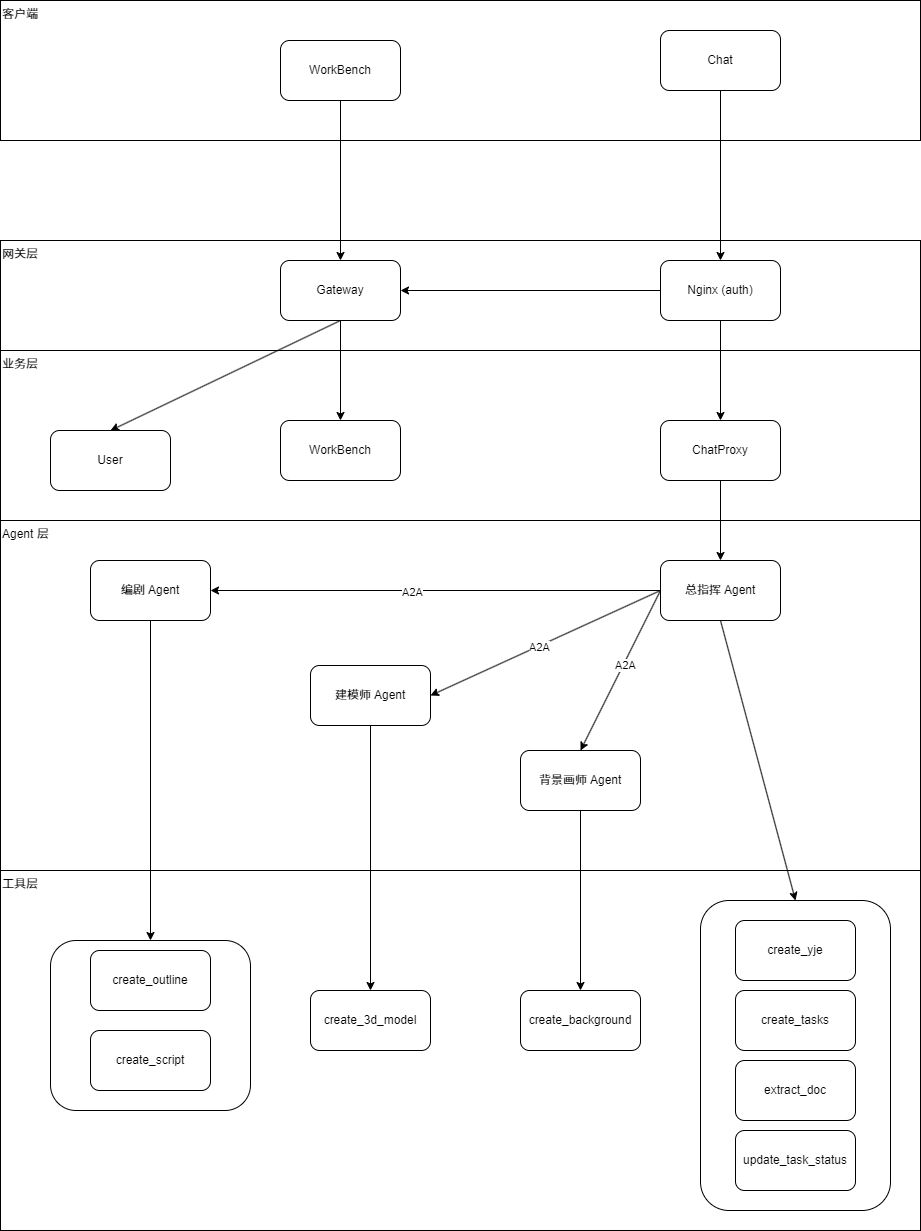 客户端
WorkBench
Chat
网关层
Gateway
Nginx (auth)
业务层
User
WorkBench
ChatProxy
Agent 层
编剧 Agent
A2A
总指挥 Agent
A2A
A2A
建模师 Agent
背景画师 Agent
工具层
create_outline
create_script
create_3d_model
create_background
create_yje
create_tasks
extract_doc
update_task_status